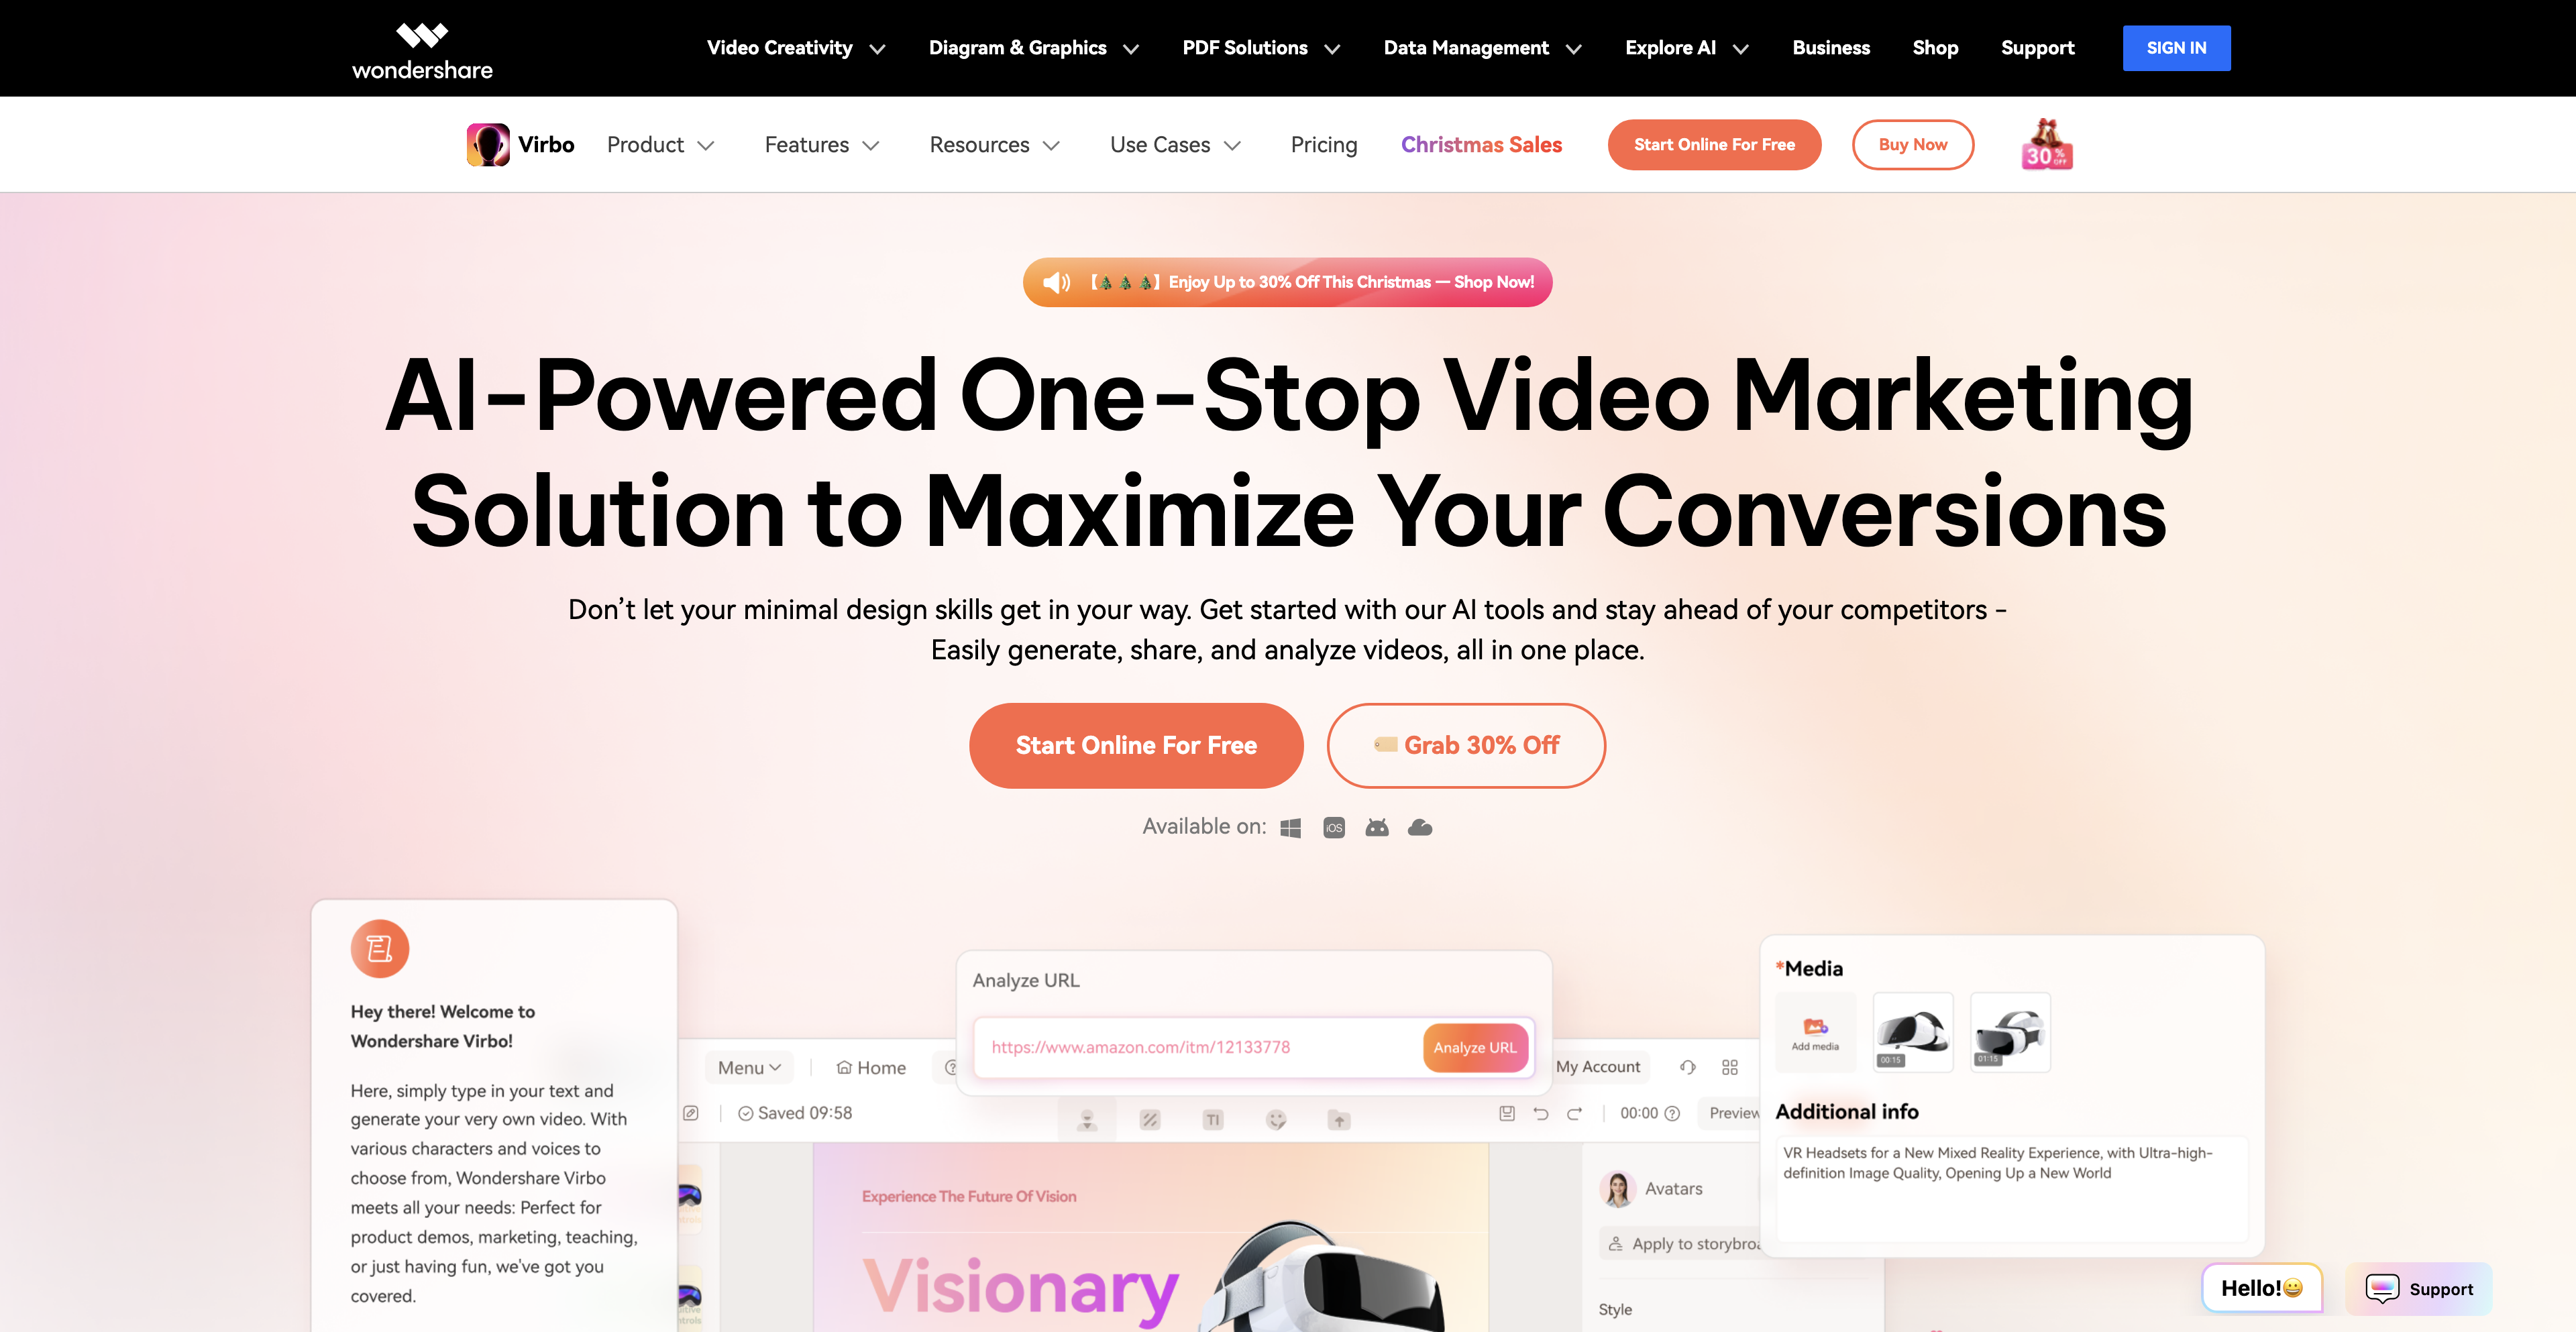 wondershare
Video Creativity
Diagram & Graphics
PDF Solutions
Data Management
Explore AI
Business
Shop
Support
SIGN IN
Virbo
Product
Features
Resources
Use Cases
Pricing
Christmas Sales
Start Online For Free
Buy Now
30% OFF
【🎄🎄🎄】Enjoy Up to 30% Off This Christmas — Shop Now!
AI-Powered One-Stop Video Marketing
Solution to Maximize Your Conversions
Don’t let your minimal design skills get in your way. Get started with our AI tools and stay ahead of your competitors -
Easily generate, share, and analyze videos, all in one place.
Start Online For Free
Grab 30% Off
Available on:
iOS
Hey there! Welcome to
Wondershare Virbo!
Here, simply type in your text and
generate your very own video. With
various characters and voices to
choose from, Wondershare Virbo
meets all your needs: Perfect for
product demos, marketing, teaching,
or just having fun, we've got you
covered.
Analyze URL
https://www.amazon.com/itm/12133778
Analyze URL
Menu
Home
My Account
Saved 09:58
TI
00:00
Preview
Experience The Future Of Vision
Visionary
Avatars
Apply to storybroa
Style
*Media
Add media
00:15
01:15
Additional info
VR Headsets for a New Mixed Reality Experience, with Ultra-high-
definition Image Quality, Opening Up a New World
Hello!😀
Support